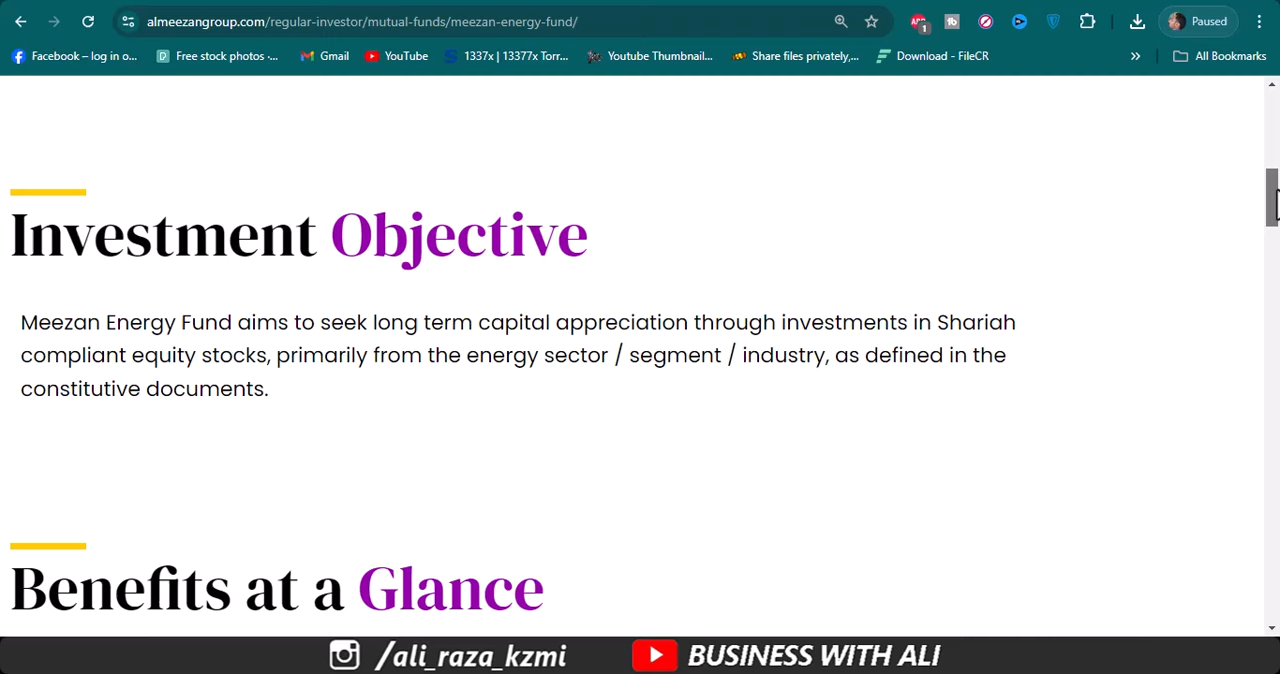 almeezangroup.com/regular-investor/mutual-funds/meezan-energy-fund/
1
Paused
Facebook – log in o...
Free stock photos ·...
Gmail
YouTube
1337x | 13377x Torr...
Youtube Thumbnail...
Share files privately,...
Download - FileCR
»
All Bookmarks
Investment Objective
Meezan Energy Fund aims to seek long term capital appreciation through investments in Shariah
compliant equity stocks, primarily from the energy sector / segment / industry, as defined in the
constitutive documents.
Benefits at a Glance
/ali_raza_kzmi
BUSINESS WITH ALI